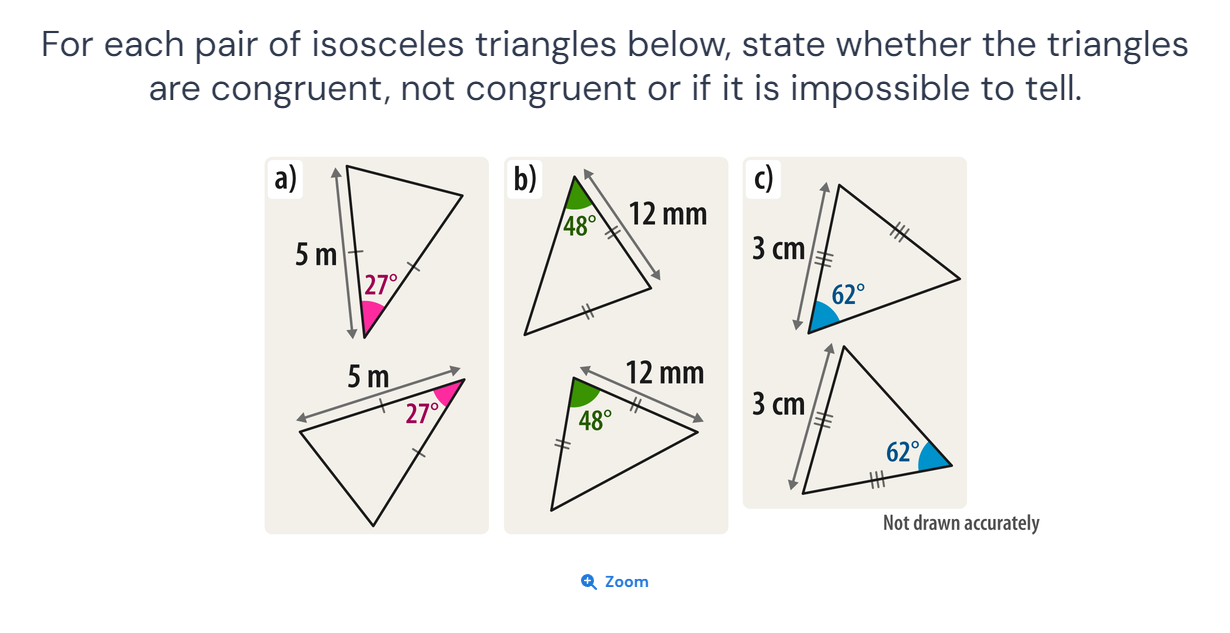 For each pair of isosceles triangles below, state whether the triangles
are congruent, not congruent or if it is impossible to tell.
a)
5 m
27°
5 m
27°
b)
12 mm
48°
12 mm
48°
c)
3 cm
62°
3 cm
62°
Not drawn accurately
Zoom